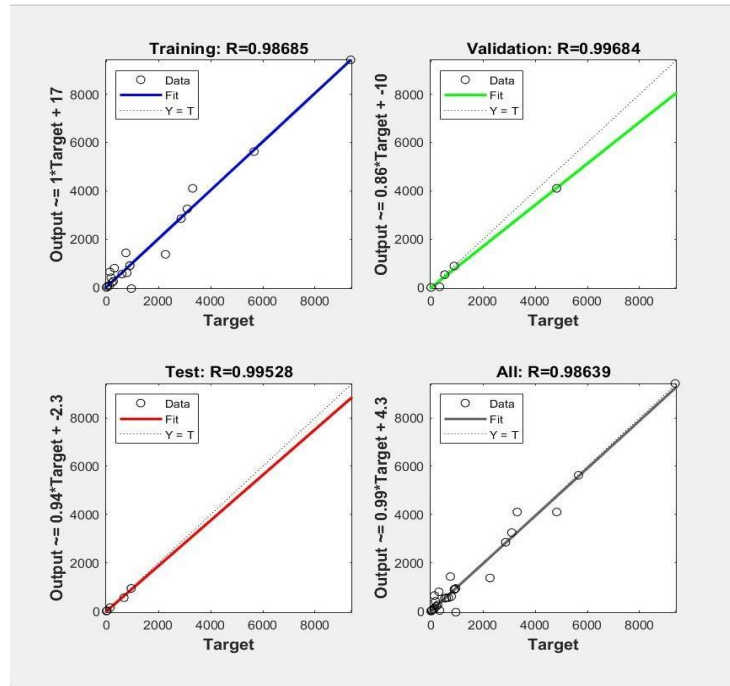 Training: R=0.98685
Output ~= 1*Target + 17
Data
Fit
Y = T
8000
6000
4000
2000
0
0 2000 4000 6000 8000
Target
Validation: R=0.99684
Output ~= 0.86*Target + -10
Data
Fit
Y = T
8000
6000
4000
2000
0
0 2000 4000 6000 8000
Target
Test: R=0.99528
Output ~= 0.94*Target + -2.3
Data
Fit
Y = T
8000
6000
4000
2000
0
0 2000 4000 6000 8000
Target
All: R=0.98639
Output ~= 0.99*Target + 4.3
Data
Fit
Y = T
8000
6000
4000
2000
0
0 2000 4000 6000 8000
Target